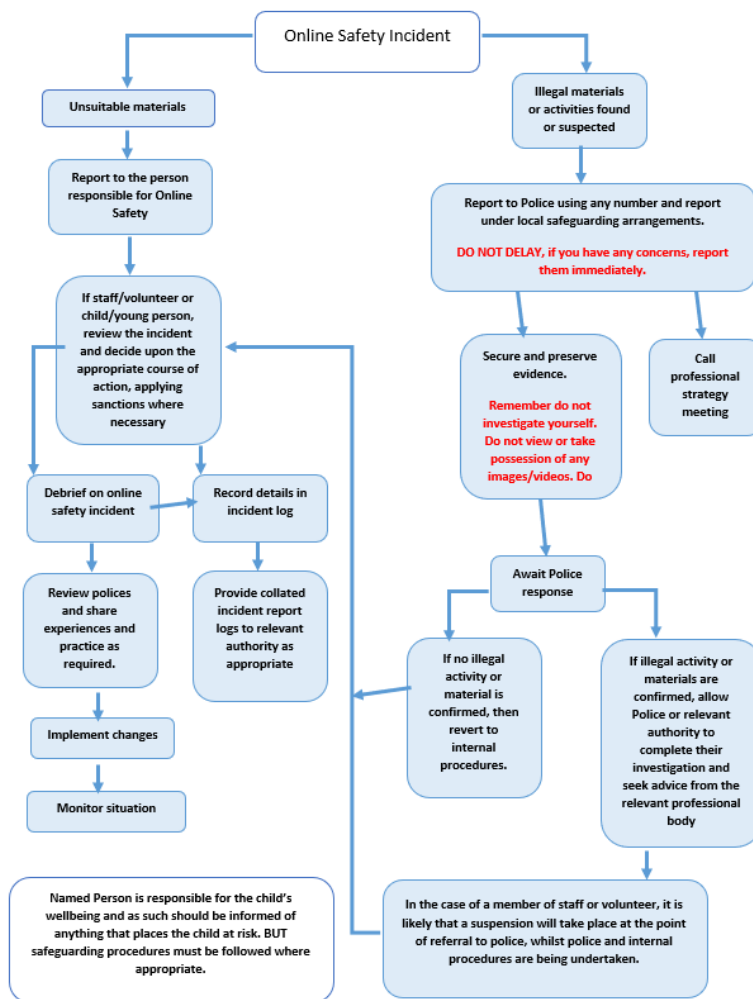 Online Safety Incident
Unsuitable materials
Illegal materials
or activities found
or suspected
Report to the person
responsible for Online
Safety
Report to Police using any number and report
under local safeguarding arrangements.
DO NOT DELAY, if you have any concerns, report
them immediately.
If staff/volunteer or
child/young person,
review the incident
and decide upon the
appropriate course of
action, applying
sanctions where
necessary
Secure and preserve
evidence.
Remember do not
investigate yourself.
Do not view or take
possession of any
images/videos. Do
Call
professional
strategy
meeting
Debrief on online
safety incident
Record details in
incident log
Review polices
and share
experiences and
practice as
required.
Provide collated
incident report
logs to relevant
authority as
appropriate
Await Police
response
If no illegal
activity or
material is
confirmed, then
revert to
internal
procedures.
If illegal activity or
materials are
confirmed, allow
Police or relevant
authority to
complete their
investigation and
seek advice from the
relevant professional
body
Implement changes
Monitor situation
Named Person is responsible for the child's
wellbeing and as such should be informed of
anything that places the child at risk. BUT
safeguarding procedures must be followed where
appropriate.
In the case of a member of staff or volunteer, it is
likely that a suspension will take place at the point
of referral to police, whilst police and internal
procedures are being undertaken.